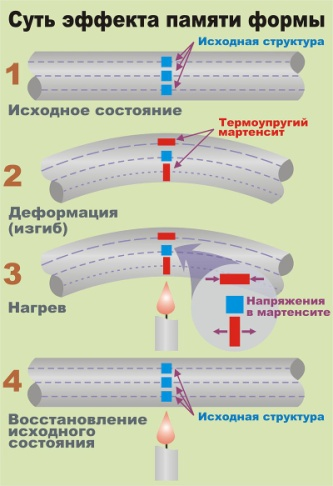 Суть эффекта памяти формы
Исходная структура
1
Исходное состояние
Термоупругий
мартенсит
2
Деформация
(изгиб)
3
Нагрев
Напряжения
в мартенсите
4
Восстановление
исходного
состояния
Исходная структура